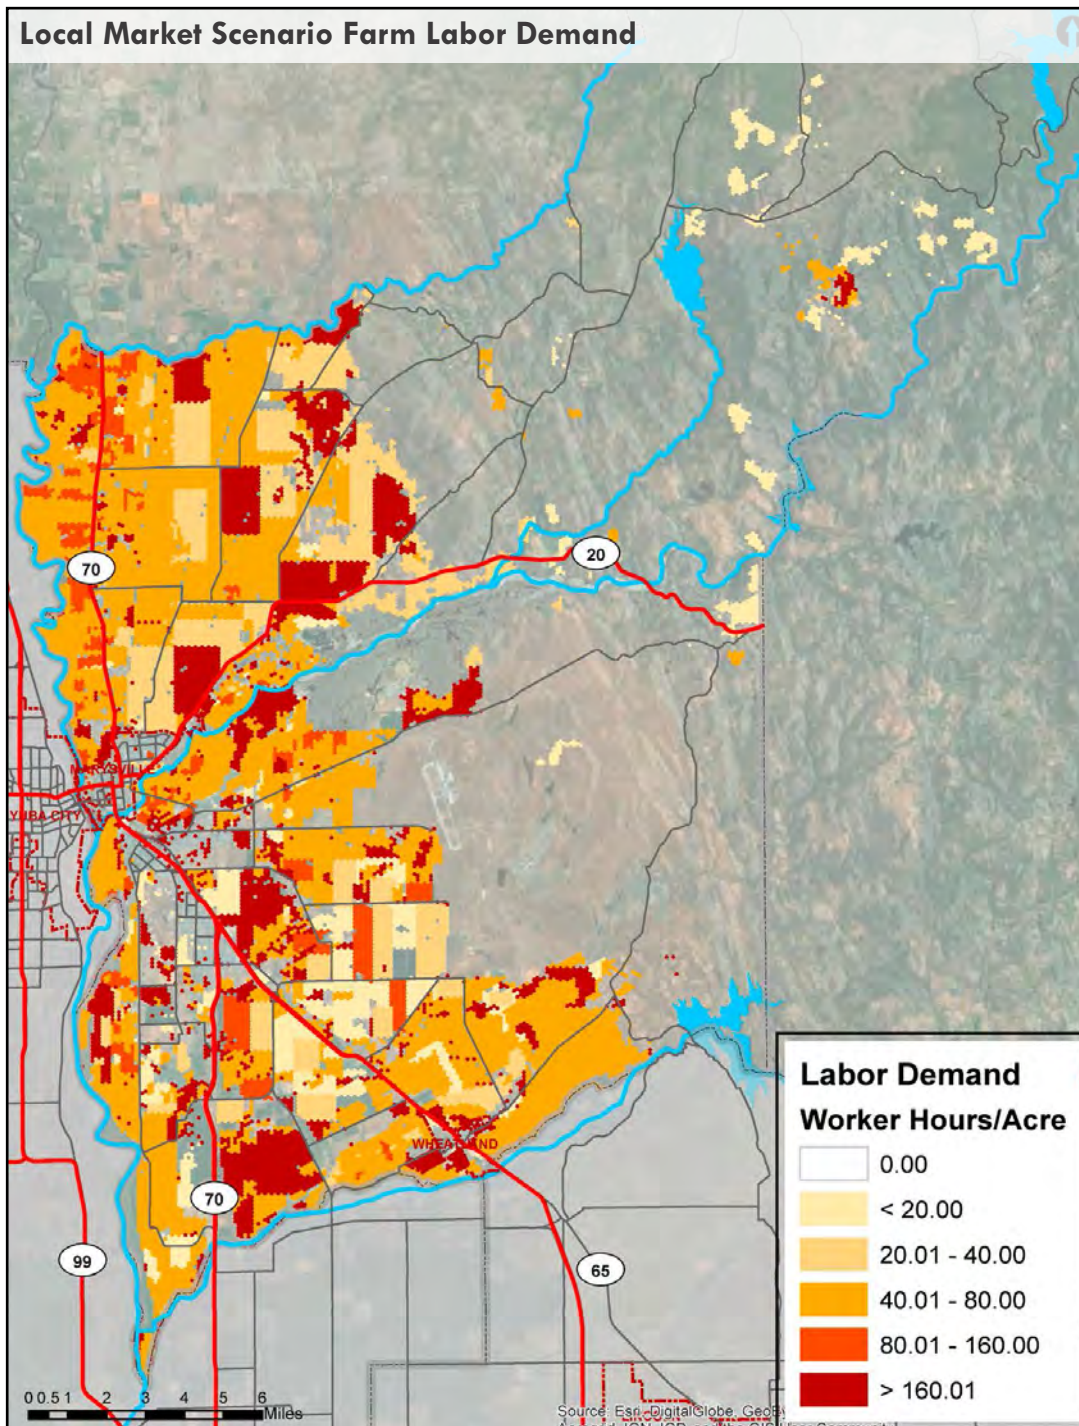 Local Market Scenario Farm Labor Demand
20
70
MARYSVILLE
YUBA CITY
WHEATLAND
70
99
65
Labor Demand
Worker Hours/Acre
0.00
< 20.00
20.01 - 40.00
40.01 - 80.00
80.01 - 160.00
> 160.01
0 0.5 1 2 3 4 5 6
Miles
Source: Esri, DigitalGlobe, GeoEy
LINCOLN